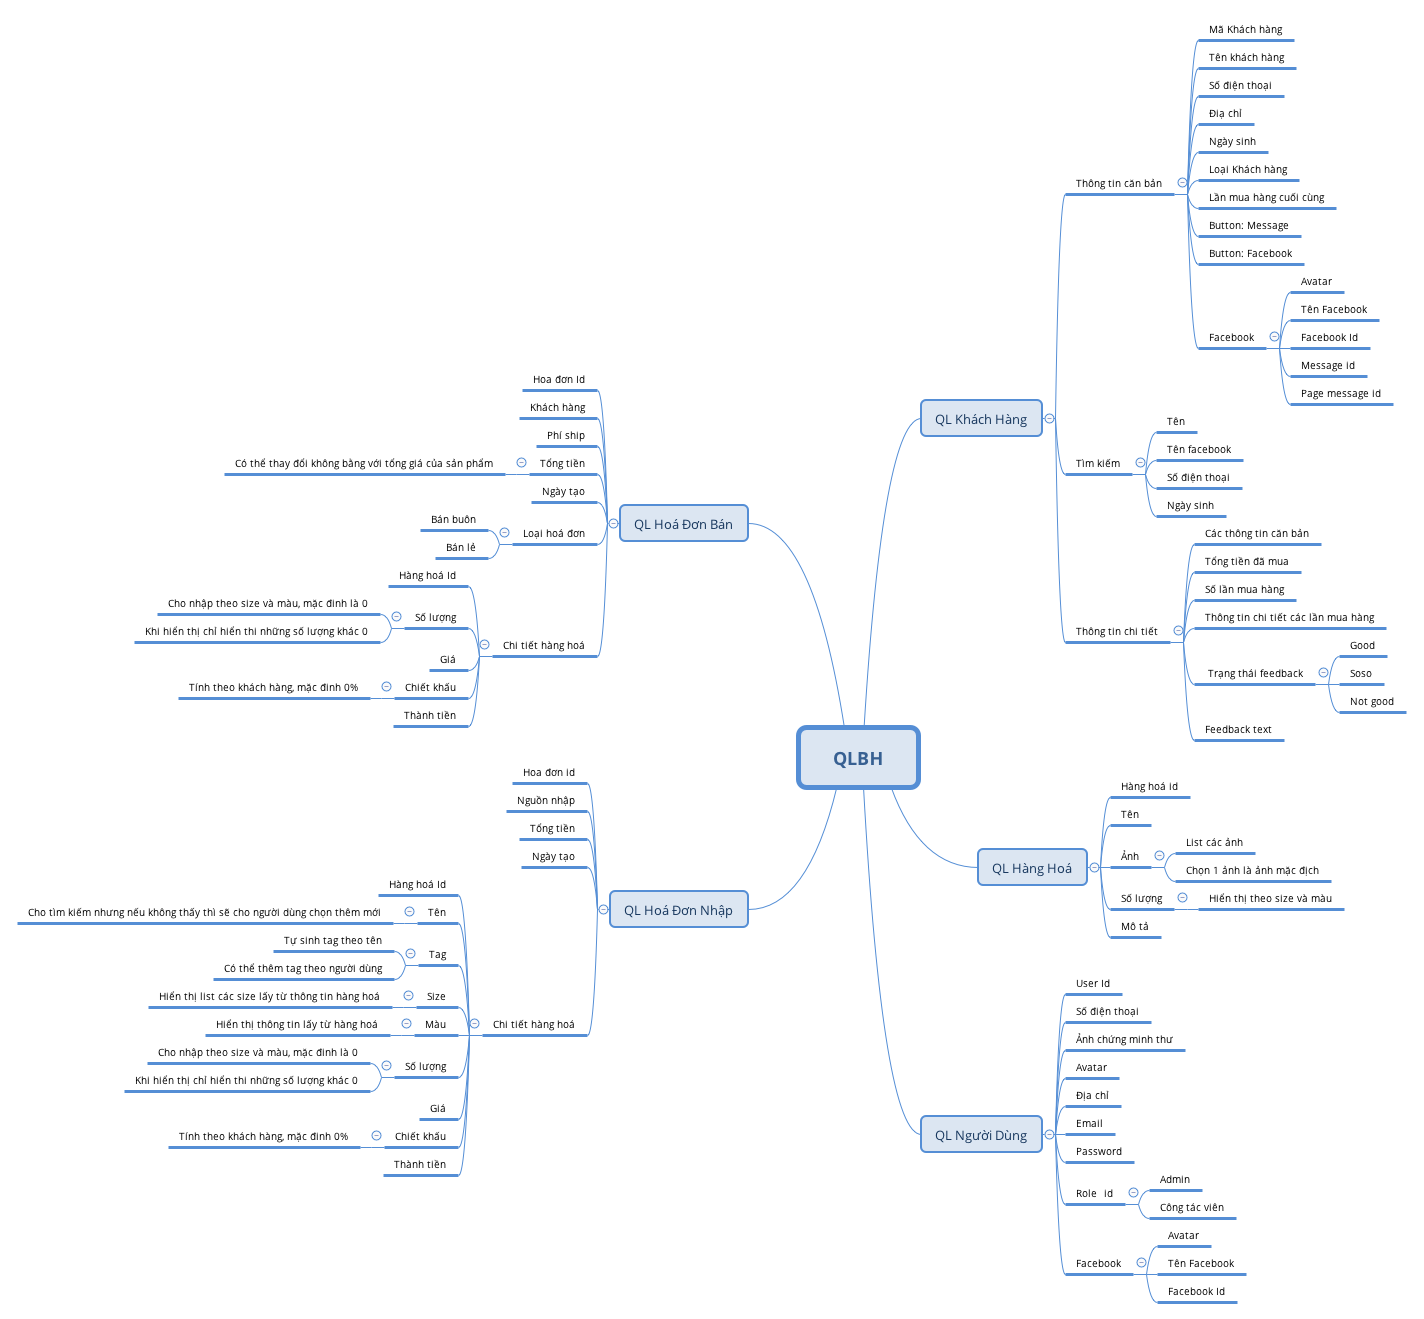 QLBH
QL Khách Hàng
Thông tin căn bản
Mã Khách hàng
Tên khách hàng
Số điện thoại
Địạ chỉ
Ngày sinh
Loại Khách hàng
Lần mua hàng cuối cùng
Button: Message
Button: Facebook
Facebook
Avatar
Tên Facebook
Facebook Id
Message id
Page message id
Tìm kiếm
Tên
Tên facebook
Số điện thoại
Ngày sinh
Thông tin chi tiết
Các thông tin căn bản
Tổng tiền đã mua
Số lần mua hàng
Thông tin chi tiết các lần mua hàng
Trạng thái feedback
Good
Soso
Not good
Feedback text
QL Hàng Hoá
Hàng hoá id
Tên
Ảnh
List các ảnh
Chọn 1 ảnh là ảnh mặc địch
Số lượng
Hiển thị theo size và màu
Mô tả
QL Người Dùng
User Id
Số điện thoại
Ảnh chứng minh thư
Avatar
Địa chỉ
Email
Password
Role id
Admin
Công tác viên
Facebook
Avatar
Tên Facebook
Facebook Id
QL Hoá Đơn Bán
Hoa đơn Id
Khách hàng
Phí ship
Tổng tiền
Có thể thay đổi không bằng với tổng giá của sản phẩm
Ngày tạo
Loại hoá đơn
Bán buôn
Bán lẻ
Chi tiết hàng hoá
Hàng hoá Id
Số lượng
Cho nhập theo size và màu, mặc đinh là 0
Khi hiển thị chỉ hiển thi những số lượng khác 0
Giá
Chiết khấu
Tính theo khách hàng, mặc đinh 0%
Thành tiền
QL Hoá Đơn Nhập
Hoa đơn id
Nguồn nhập
Tổng tiền
Ngày tạo
Chi tiết hàng hoá
Hàng hoá Id
Tên
Cho tìm kiếm nhưng nếu không thấy thì sẽ cho người dùng chọn thêm mới
Tag
Tự sinh tag theo tên
Có thể thêm tag theo người dùng
Size
Hiển thị list các size lấy từ thông tin hàng hoá
Màu
Hiển thị thông tin lấy từ hàng hoá
Số lượng
Cho nhập theo size và màu, mặc đinh là 0
Khi hiển thị chỉ hiển thi những số lượng khác 0
Giá
Chiết khấu
Tính theo khách hàng, mặc đinh 0%
Thành tiền